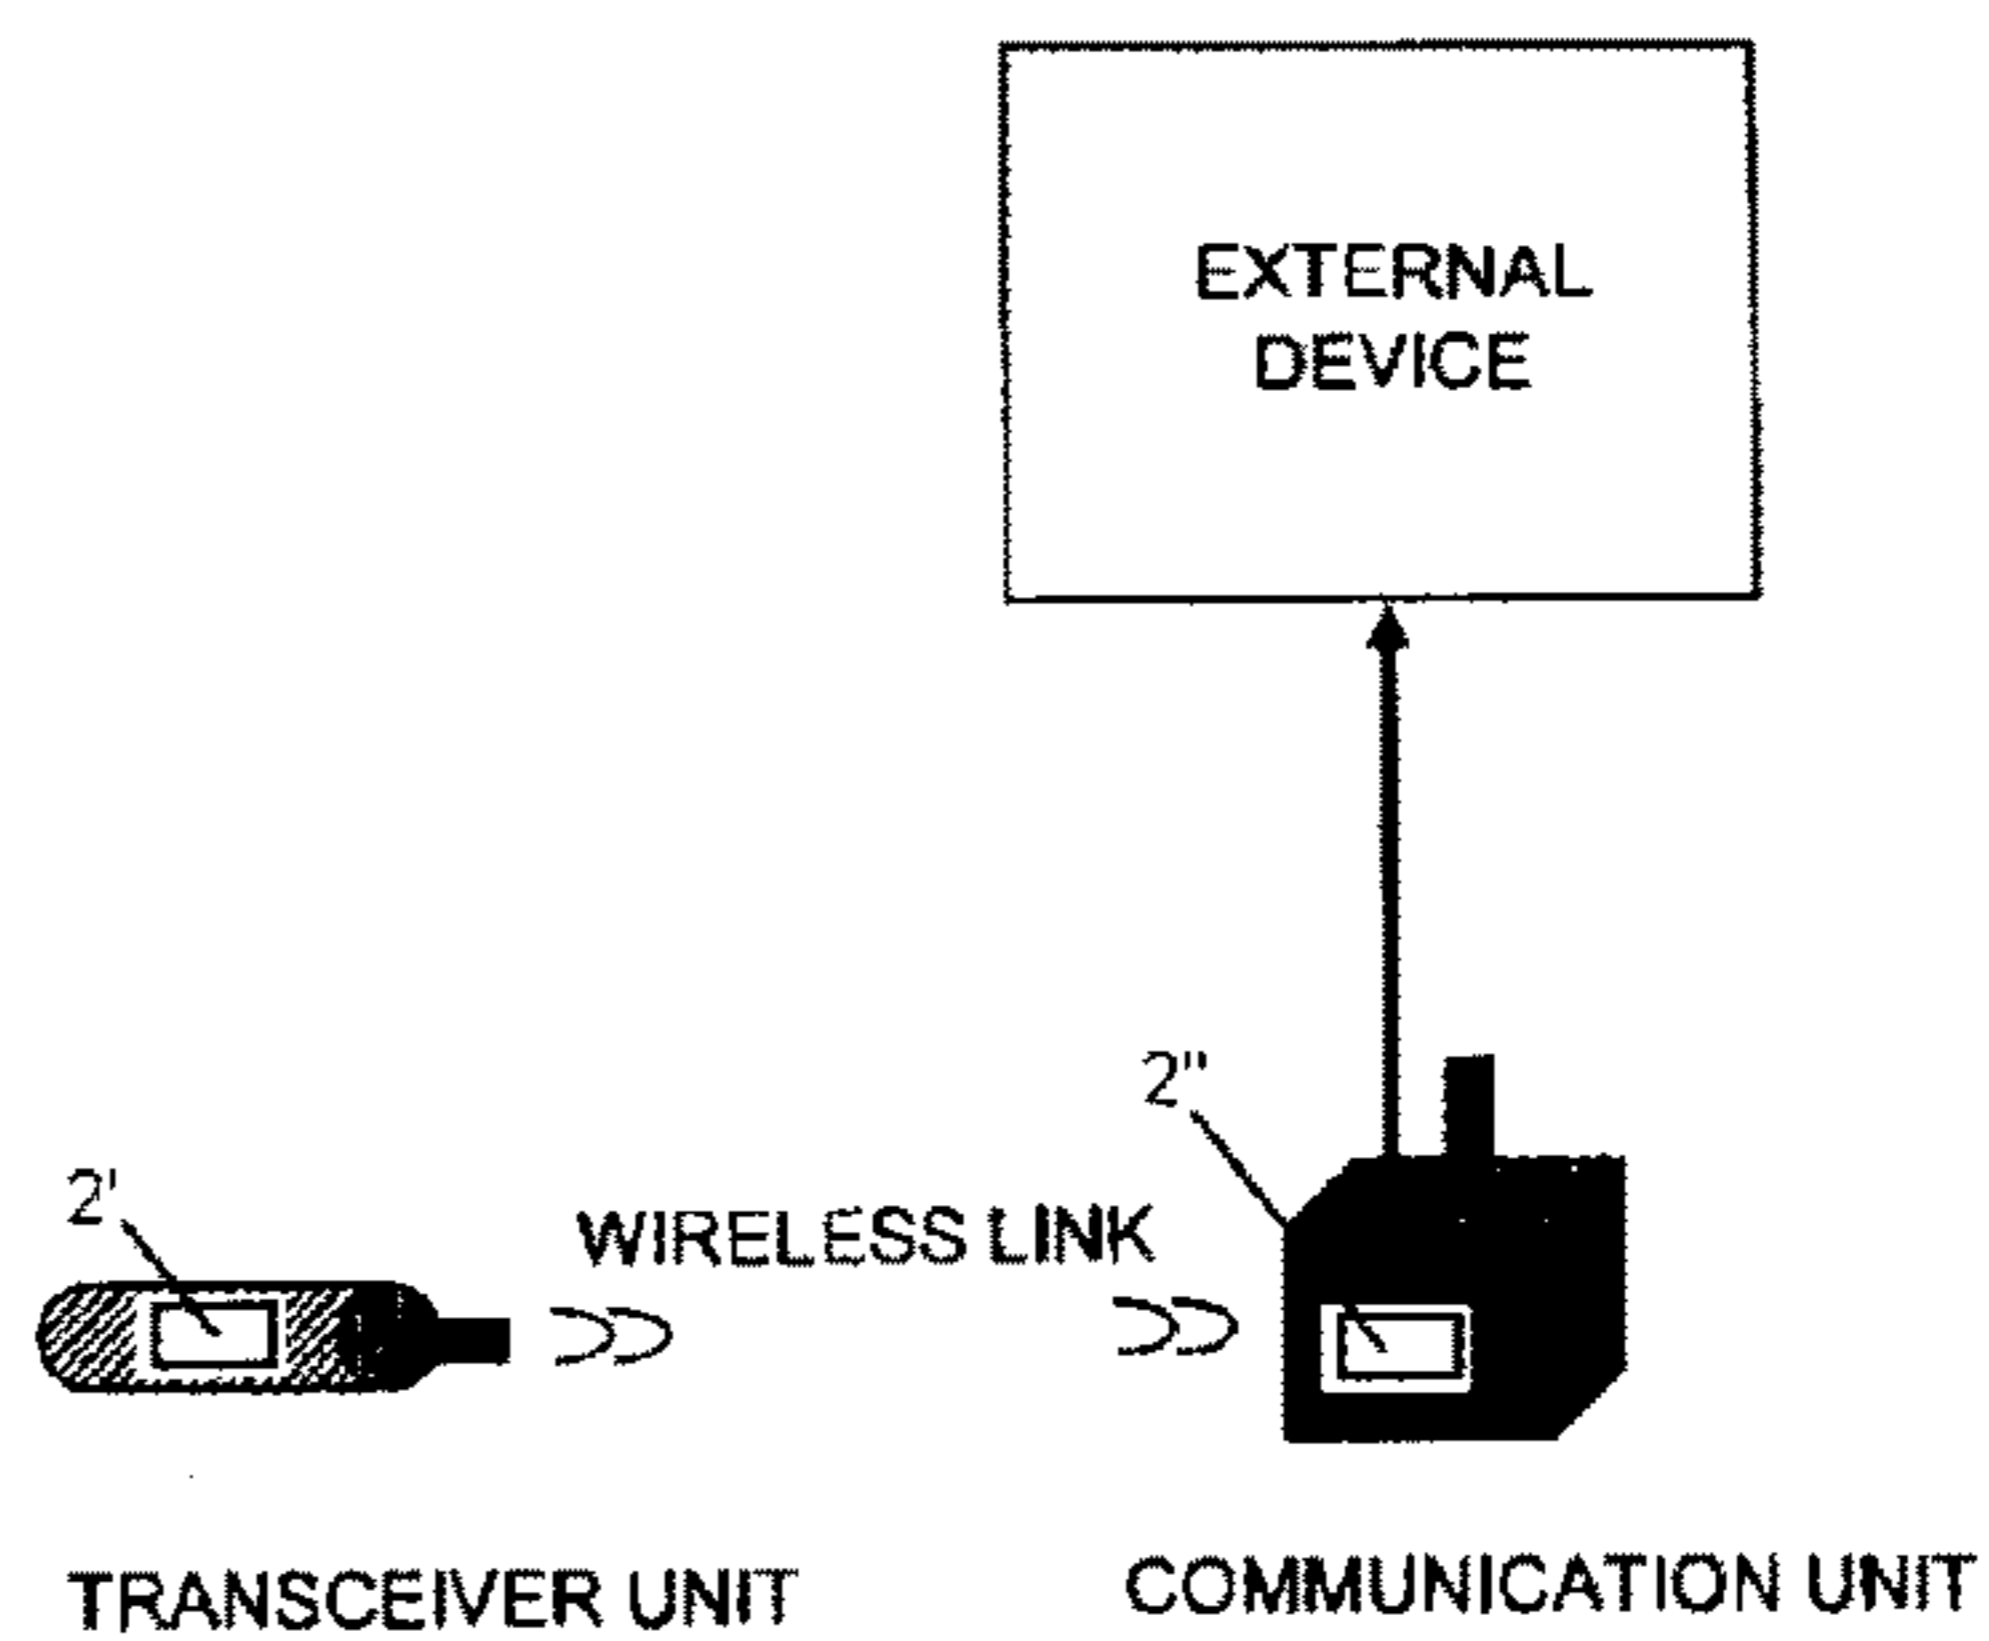 EXTERNAL
DEVICE
2"
2'
WIRELESS LINK
TRANSCEIVER UNIT
COMMUNICATION UNIT